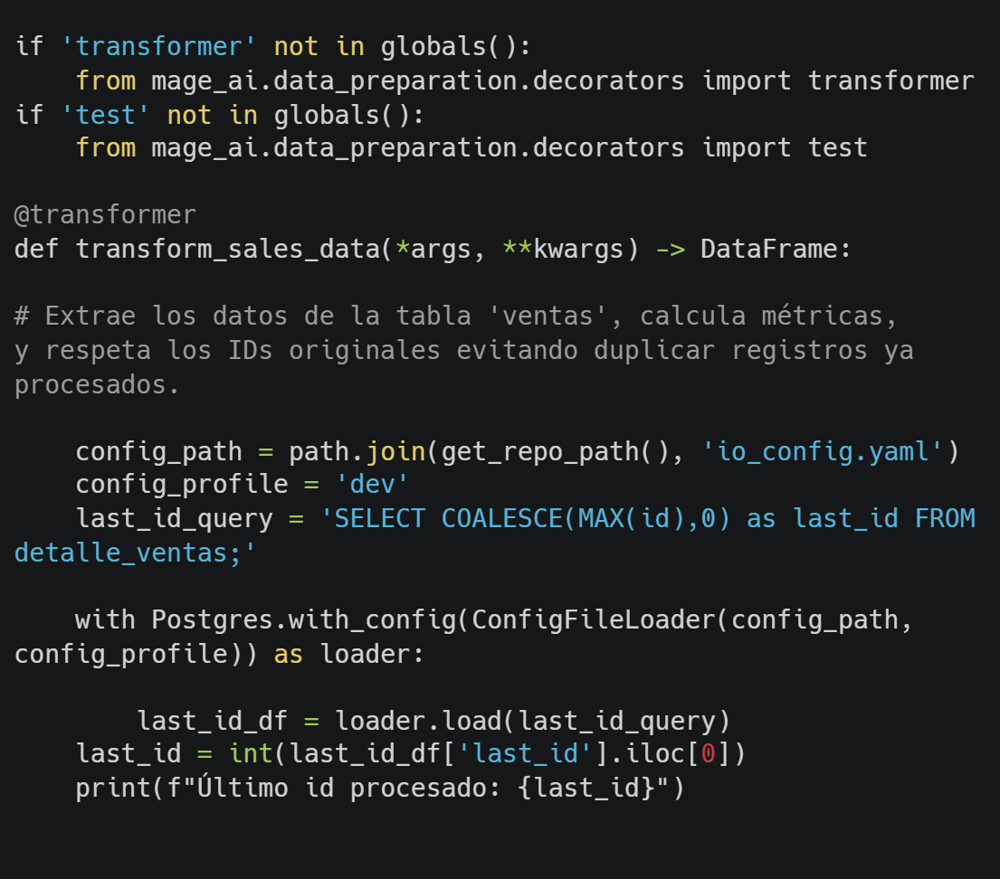 if 'transformer' not in globals():
    from mage_ai.data_preparation.decorators import transformer
if 'test' not in globals():
    from mage_ai.data_preparation.decorators import test
@transformer
def transform_sales_data(*args, **kwargs) -> DataFrame:
# Extrae los datos de la tabla 'ventas', calcula métricas,
y respeta los IDs originales evitando duplicar registros ya
procesados.
    config_path = path.join(get_repo_path(), 'io_config.yaml')
    config_profile = 'dev'
    last_id_query = 'SELECT COALESCE(MAX(id),0) as last_id FROM
detalle_ventas;'
    with Postgres.with_config(ConfigFileLoader(config_path,
config_profile)) as loader:
        last_id_df = loader.load(last_id_query)
    last_id = int(last_id_df['last_id'].iloc[0])
    print(f"Último id procesado: {last_id}")